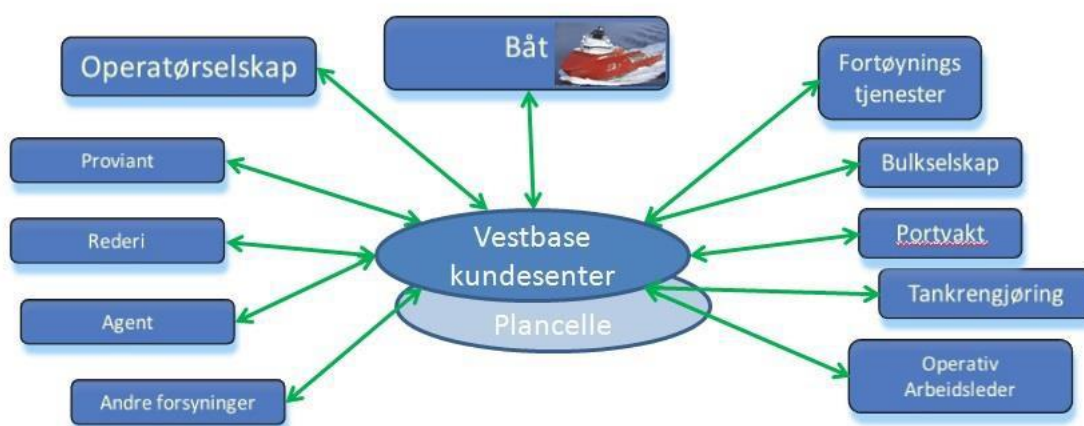 Operatørselskap
Båt
Fortøynings
tjenester
Proviant
Bulkselskap
Rederi
Vestbase
kundesenter
Portvakt
Agent
Plancelle
Tankrengjøring
Andre forsyninger
Operativ
Arbeidsleder